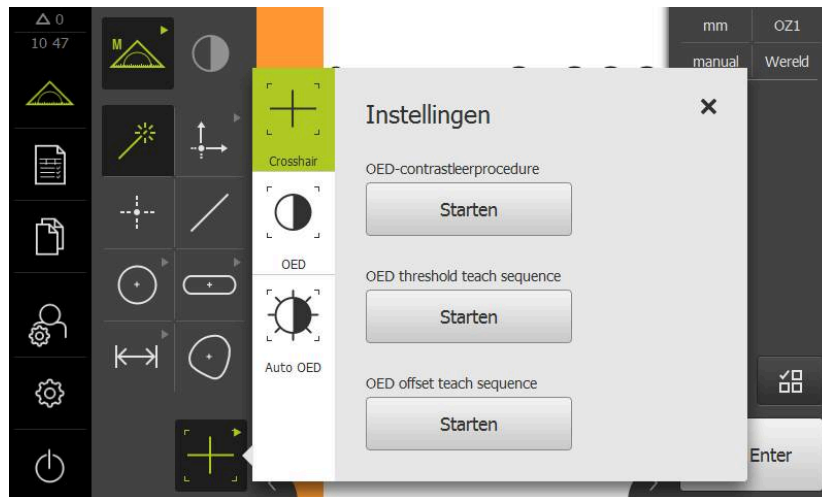 0
10 47
M
mm
OZ1
manual
Wereld
Crosshair
OED
Auto OED
Instellingen
OED-contrastleerprocedure
Starten
OED threshold teach sequence
Starten
OED offset teach sequence
Starten
Enter